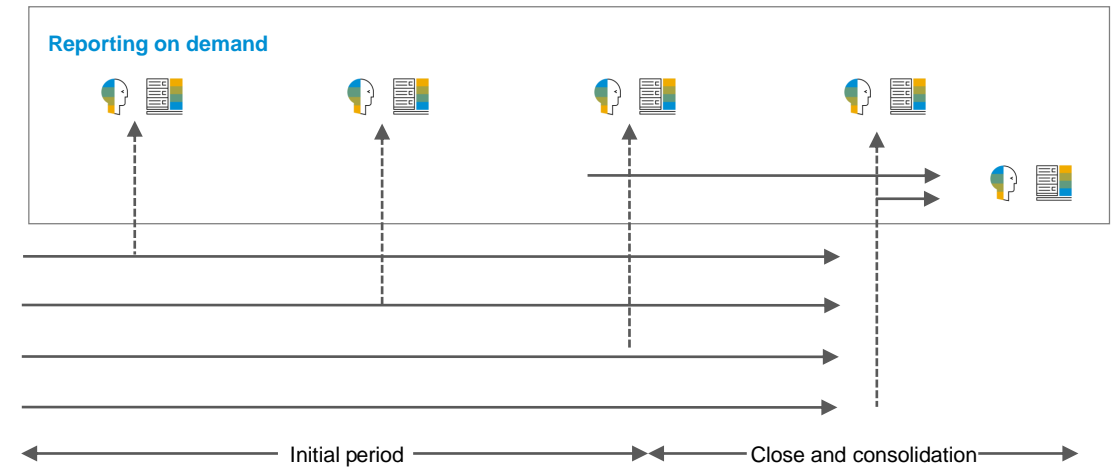 Reporting on demand
Initial period
Close and consolidation